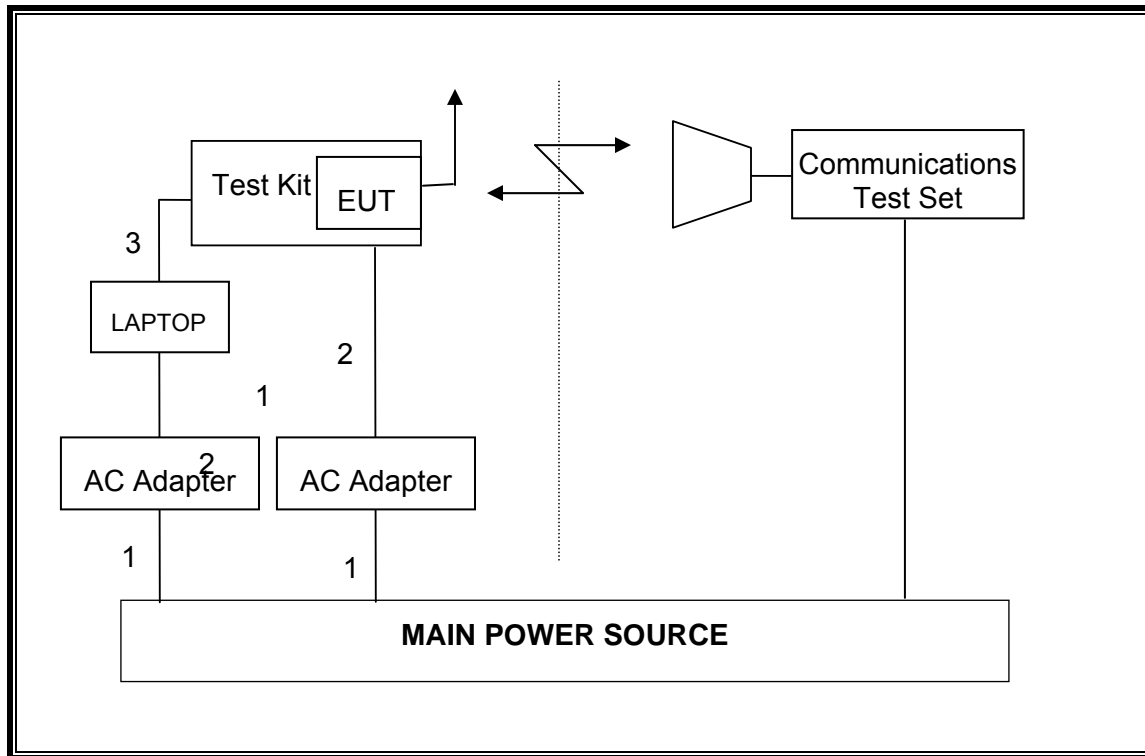 Communications
Test Set
Test Kit
EUT
3
LAPTOP
2
1
2
AC Adapter
AC Adapter
1
1
MAIN POWER SOURCE